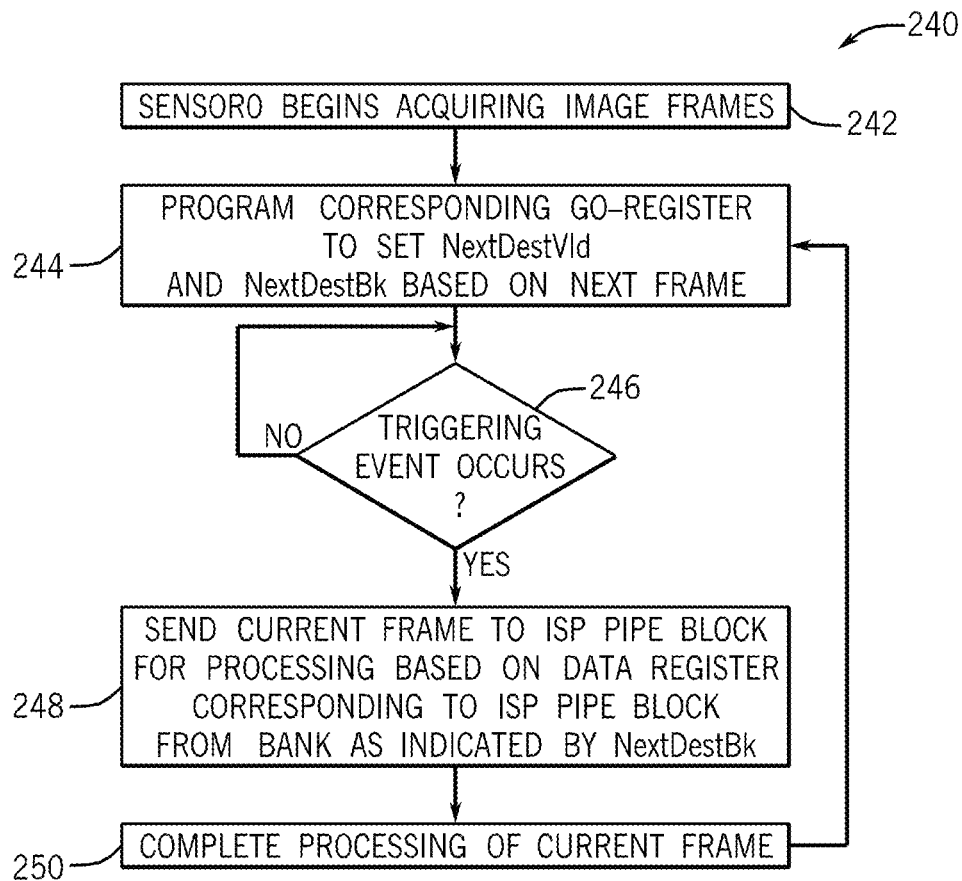 240
SENSOR0 BEGINS ACQUIRING IMAGE FRAMES
242
PROGRAM CORRESPONDING GO–REGISTER
TO SET NextDestVld
AND NextDestBk BASED ON NEXT FRAME
244
246
TRIGGERING
EVENT OCCURS
?
NO
YES
SEND CURRENT FRAME TO ISP PIPE BLOCK
FOR PROCESSING BASED ON DATA REGISTER
CORRESPONDING TO ISP PIPE BLOCK
FROM BANK AS INDICATED BY NextDestBk
248
COMPLETE PROCESSING OF CURRENT FRAME
250